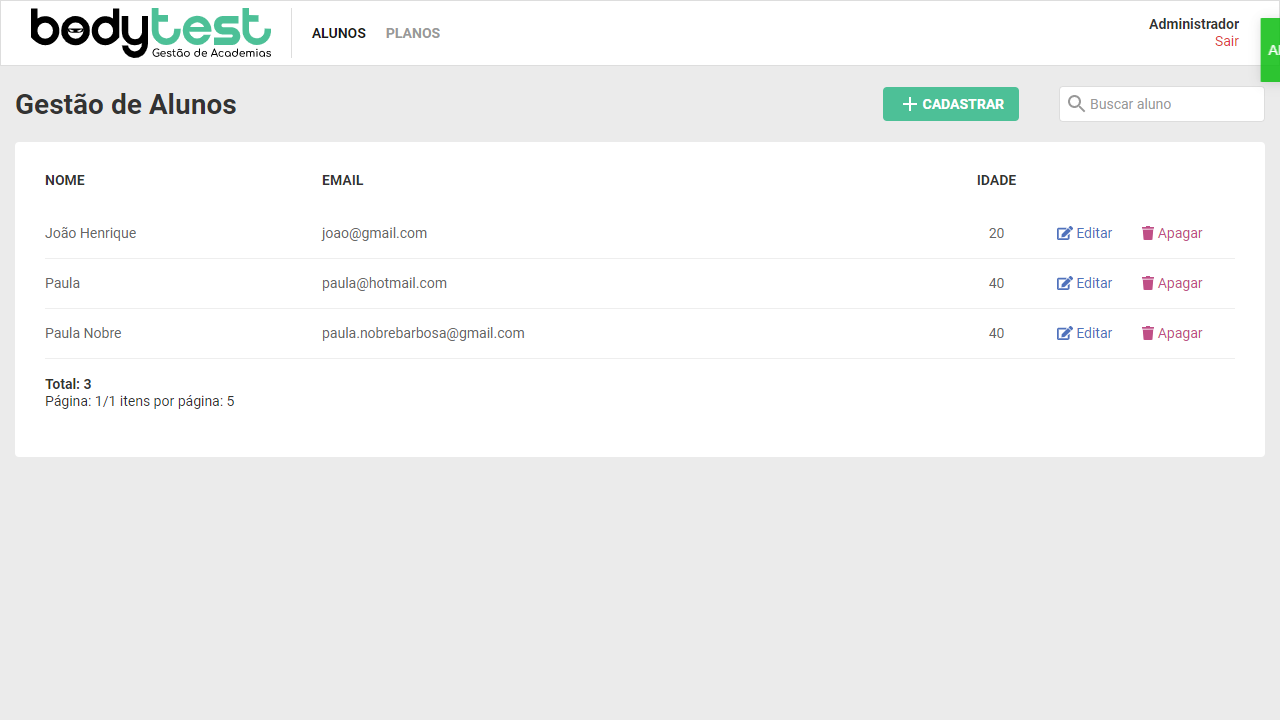 bodytest
Gestão de Academias
ALUNOS PLANOS
Administrador
Sair
Gestão de Alunos
CADASTRAR
Buscar aluno
NOME EMAIL IDADE
João Henrique joao@gmail.com 20 Editar Apagar
Paula paula@hotmail.com 40 Editar Apagar
Paula Nobre paula.nobrebarbosa@gmail.com 40 Editar Apagar
Total: 3
Página: 1/1 itens por página: 5